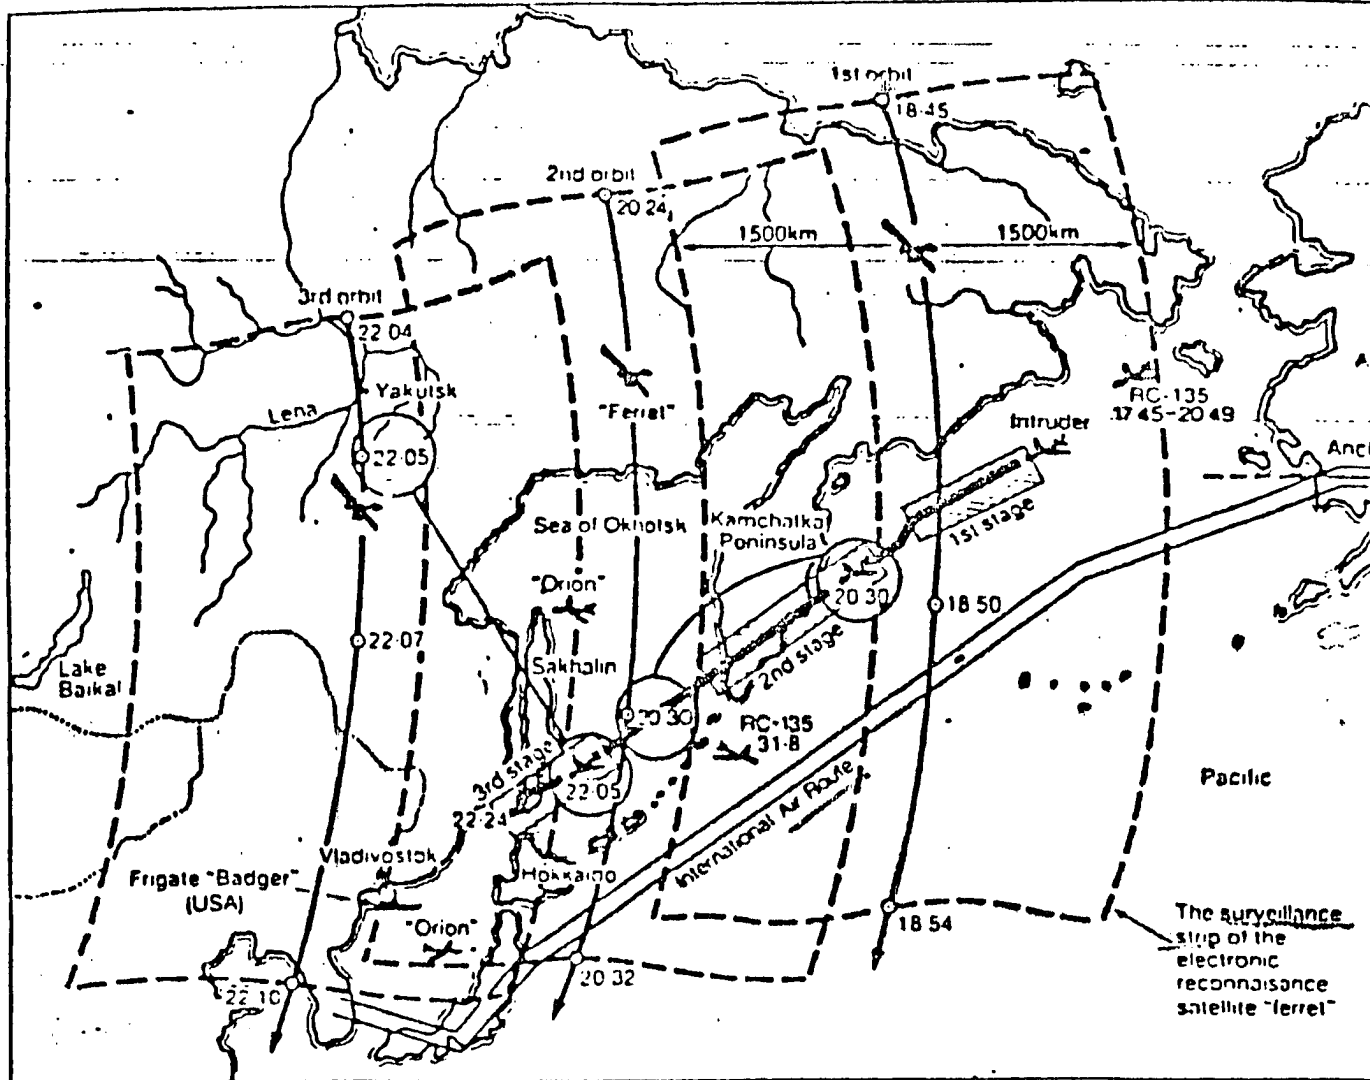 1st orbit
18·45
2nd orbit
20 24
1500km
1500km
3rd orbit
22 04
RC-135
17 45-20 49
Yakutsk
"Ferret"
Intruder
Lena
22·05
Sea of Okhotsk
Kamchatka
Poninsula
1st stage
"Orion"
20 30
18·50
22·07
2nd stage
Lake
Baikal
Sakhalin
20 30
RC-135
31·8
3rd stage
22·05
22·24
Pacific
International Air Route
Vladivostok
Hokkaido
Frigate "Badger"
(USA)
"Orion"
18 54
The surveillance
strip of the
electronic
reconnaisance
satellite "ferret"
20 32
22·10